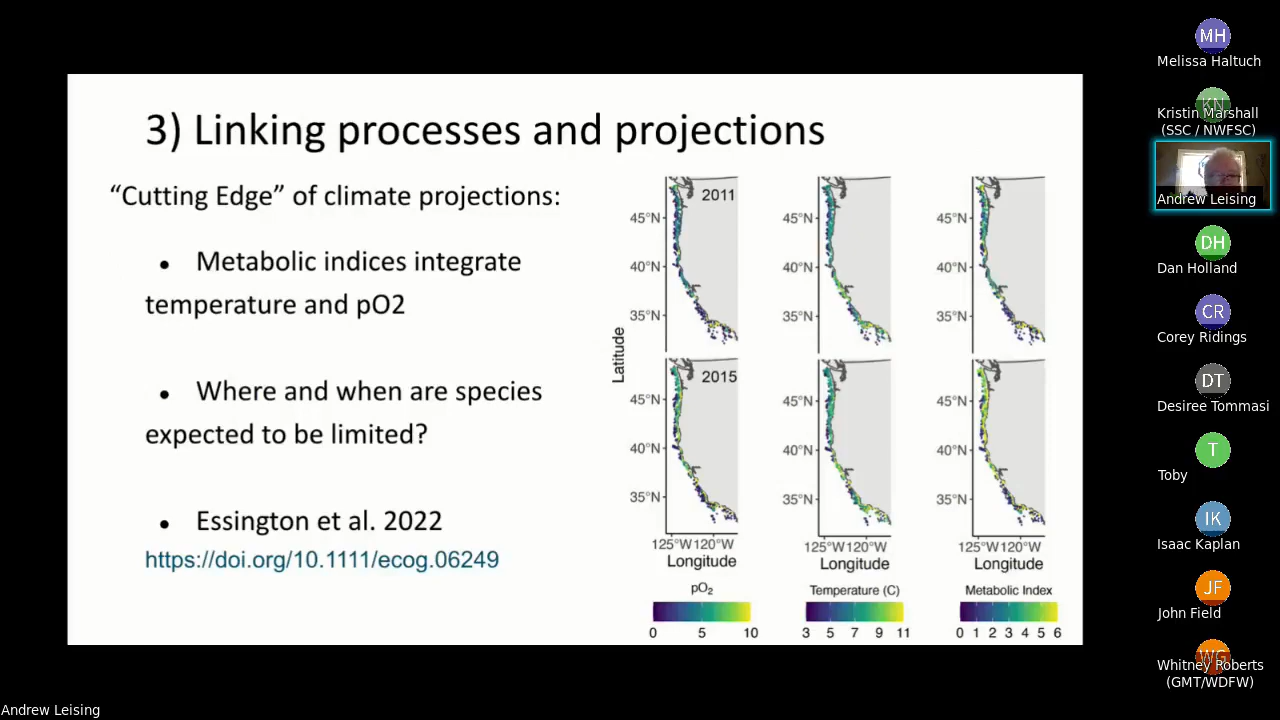 3) Linking processes and projections
“Cutting Edge” of climate projections:
• Metabolic indices integrate
temperature and pO2
• Where and when are species
expected to be limited?
• Essington et al. 2022
https://doi.org/10.1111/ecog.06249
Latitude
2011
45°N
40°N
35°N
45°N
40°N
35°N
45°N
40°N
35°N
2015
45°N
40°N
35°N
45°N
40°N
35°N
45°N
40°N
35°N
125°W 120°W
125°W 120°W
125°W 120°W
Longitude
Longitude
Longitude
pO₂
0 5 10
Temperature (C)
3 5 7 9 11
Metabolic Index
0 1 2 3 4 5 6
MH
Melissa Haltuch
KN
Kristin Marshall
(SSC / NWFSC)
Andrew Leising
DH
Dan Holland
CR
Corey Ridings
DT
Desiree Tommasi
T
Toby
IK
Isaac Kaplan
JF
John Field
WG
Whitney Roberts
(GMT/WDFW)
Andrew Leising